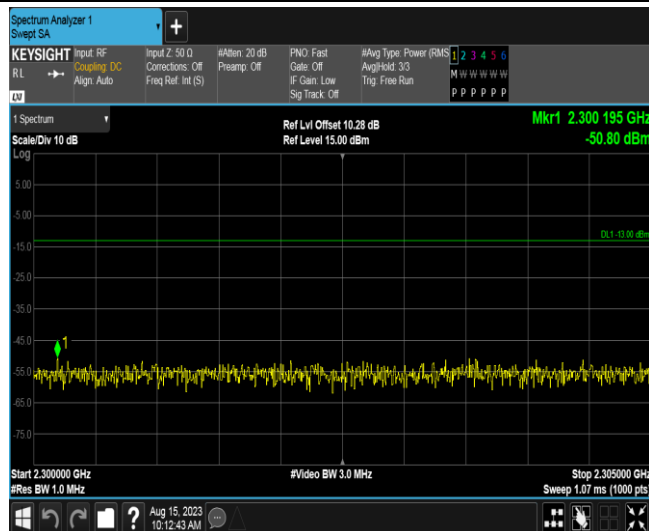 Spectrum Analyzer 1
Swept SA
+
KEYSIGHT
RL
LXI
Input: RF
Coupling: DC
Align: Auto
Input Z: 50 Ω
Corrections: Off
Freq Ref: Int (S)
#Atten: 20 dB
Preamp: Off
PNO: Fast
Gate: Off
IF Gain: Low
Sig Track: Off
#Avg Type: Power (RMS
Avg|Hold: 3/3
Trig: Free Run
1 2 3 4 5 6
M W W W W W
P P P P P P
1 Spectrum
Scale/Div 10 dB
Ref Lvl Offset 10.28 dB
Ref Level 15.00 dBm
Mkr1 2.300 195 GHz
-50.80 dBm
Log
5.00
-5.00
DL1 -13.00 dBm
-15.0
-25.0
-35.0
-45.0
1
-55.0
-65.0
-75.0
Start 2.300000 GHz
#Res BW 1.0 MHz
#Video BW 3.0 MHz
Stop 2.305000 GHz
Sweep 1.07 ms (1000 pts)
?
Aug 15, 2023
10:12:43 AM